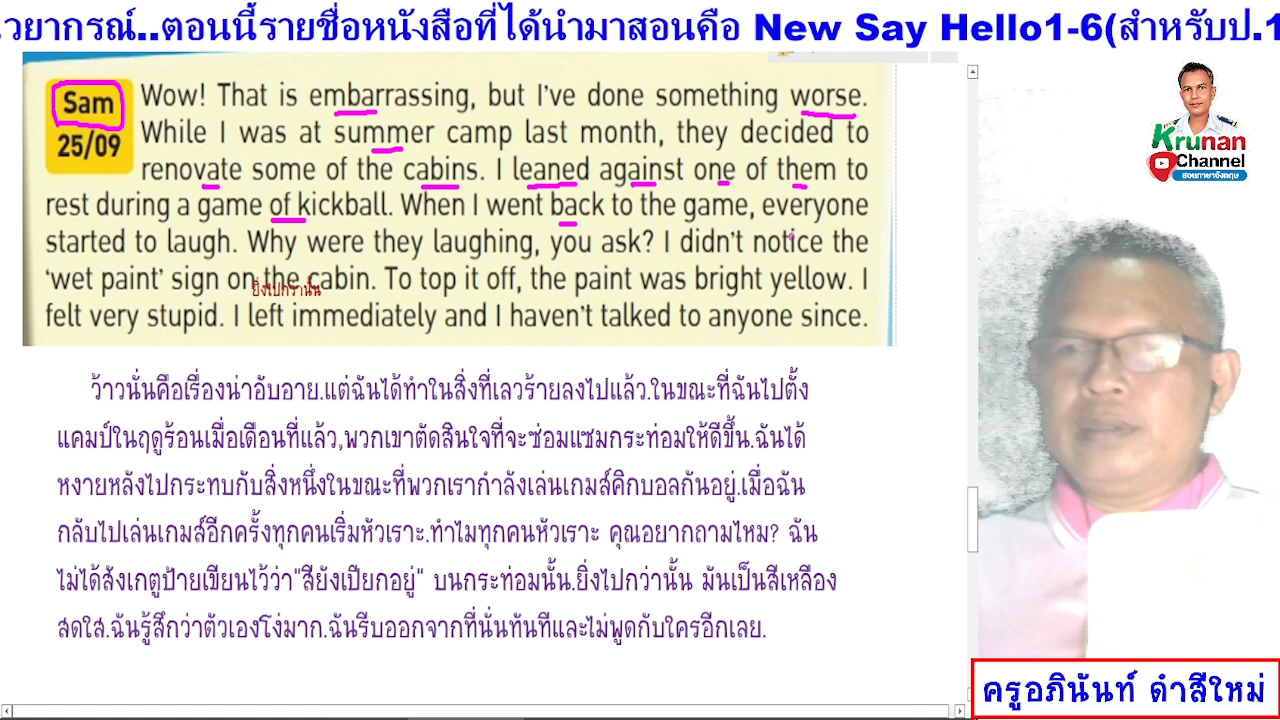 วยากรณ์..ตอนนี้รายชื่อหนังสือที่ได้นำมาสอนคือ New Say Hello1-6(สำหรับป.1
Sam
25/09
Wow! That is embarrassing, but I've done something worse.
While I was at summer camp last month, they decided to
renovate some of the cabins. I leaned against one of them to
rest during a game of kickball. When I went back to the game, everyone
started to laugh. Why were they laughing, you ask? I didn't notice the
'wet paint' sign on the cabin. To top it off, the paint was bright yellow. I
ยิ่งไปกว่านั้น
felt very stupid. I left immediately and I haven't talked to anyone since.
Krunan
Channel
สอนภาษาอังกฤษ
ว้าวนั่นคือเรื่องน่าอับอาย.แต่ฉันได้ทำในสิ่งที่เลวร้ายลงไปแล้ว.ในขณะที่ฉันไปตั้ง
แคมป์ในฤดูร้อนเมื่อเดือนที่แล้ว,พวกเขาตัดสินใจที่จะซ่อมแซมกระท่อมให้ดีขึ้น.ฉันได้
หงายหลังไปกระทบกับสิ่งหนึ่งในขณะที่พวกเรากำลังเล่นเกมส์คิกบอลกันอยู่.เมื่อฉัน
กลับไปเล่นเกมส์อีกครั้งทุกคนเริ่มหัวเราะ.ทำไมทุกคนหัวเราะ คุณอยากถามไหม? ฉัน
ไม่ได้สังเกตูป้ายเขียนไว้ว่า"สียังเปียกอยู่" บนกระท่อมนั้น.ยิ่งไปกว่านั้น มันเป็นสีเหลือง
สดใส.ฉันรู้สึกว่าตัวเองโง่มาก.ฉันรีบออกจากที่นั่นทันทีและไม่พูดกับใครอีกเลย.
ครูอภินันท์ ดำสีใหม่